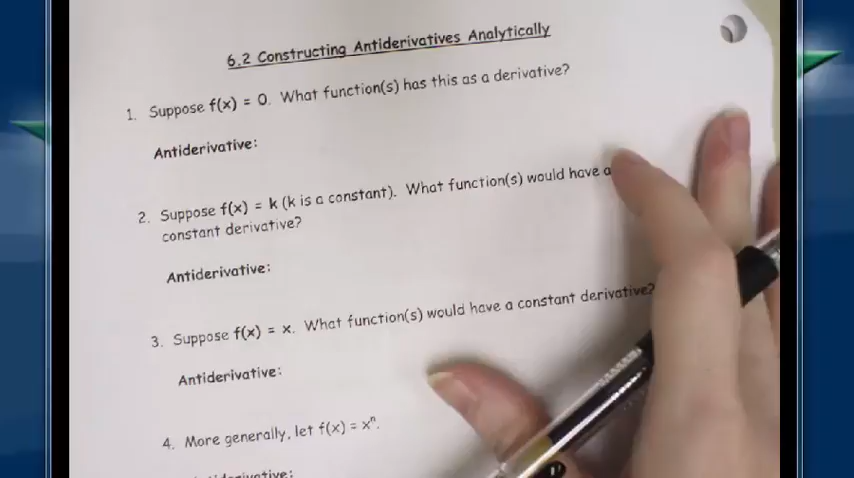 6.2 Constructing Antiderivatives Analytically
1. Suppose f(x) = 0. What function(s) has this as a derivative?
Antiderivative:
2. Suppose f(x) = k (k is a constant). What function(s) would have a
constant derivative?
Antiderivative:
3. Suppose f(x) = x. What function(s) would have a constant derivative?
Antiderivative:
4. More generally, let f(x) = xⁿ.